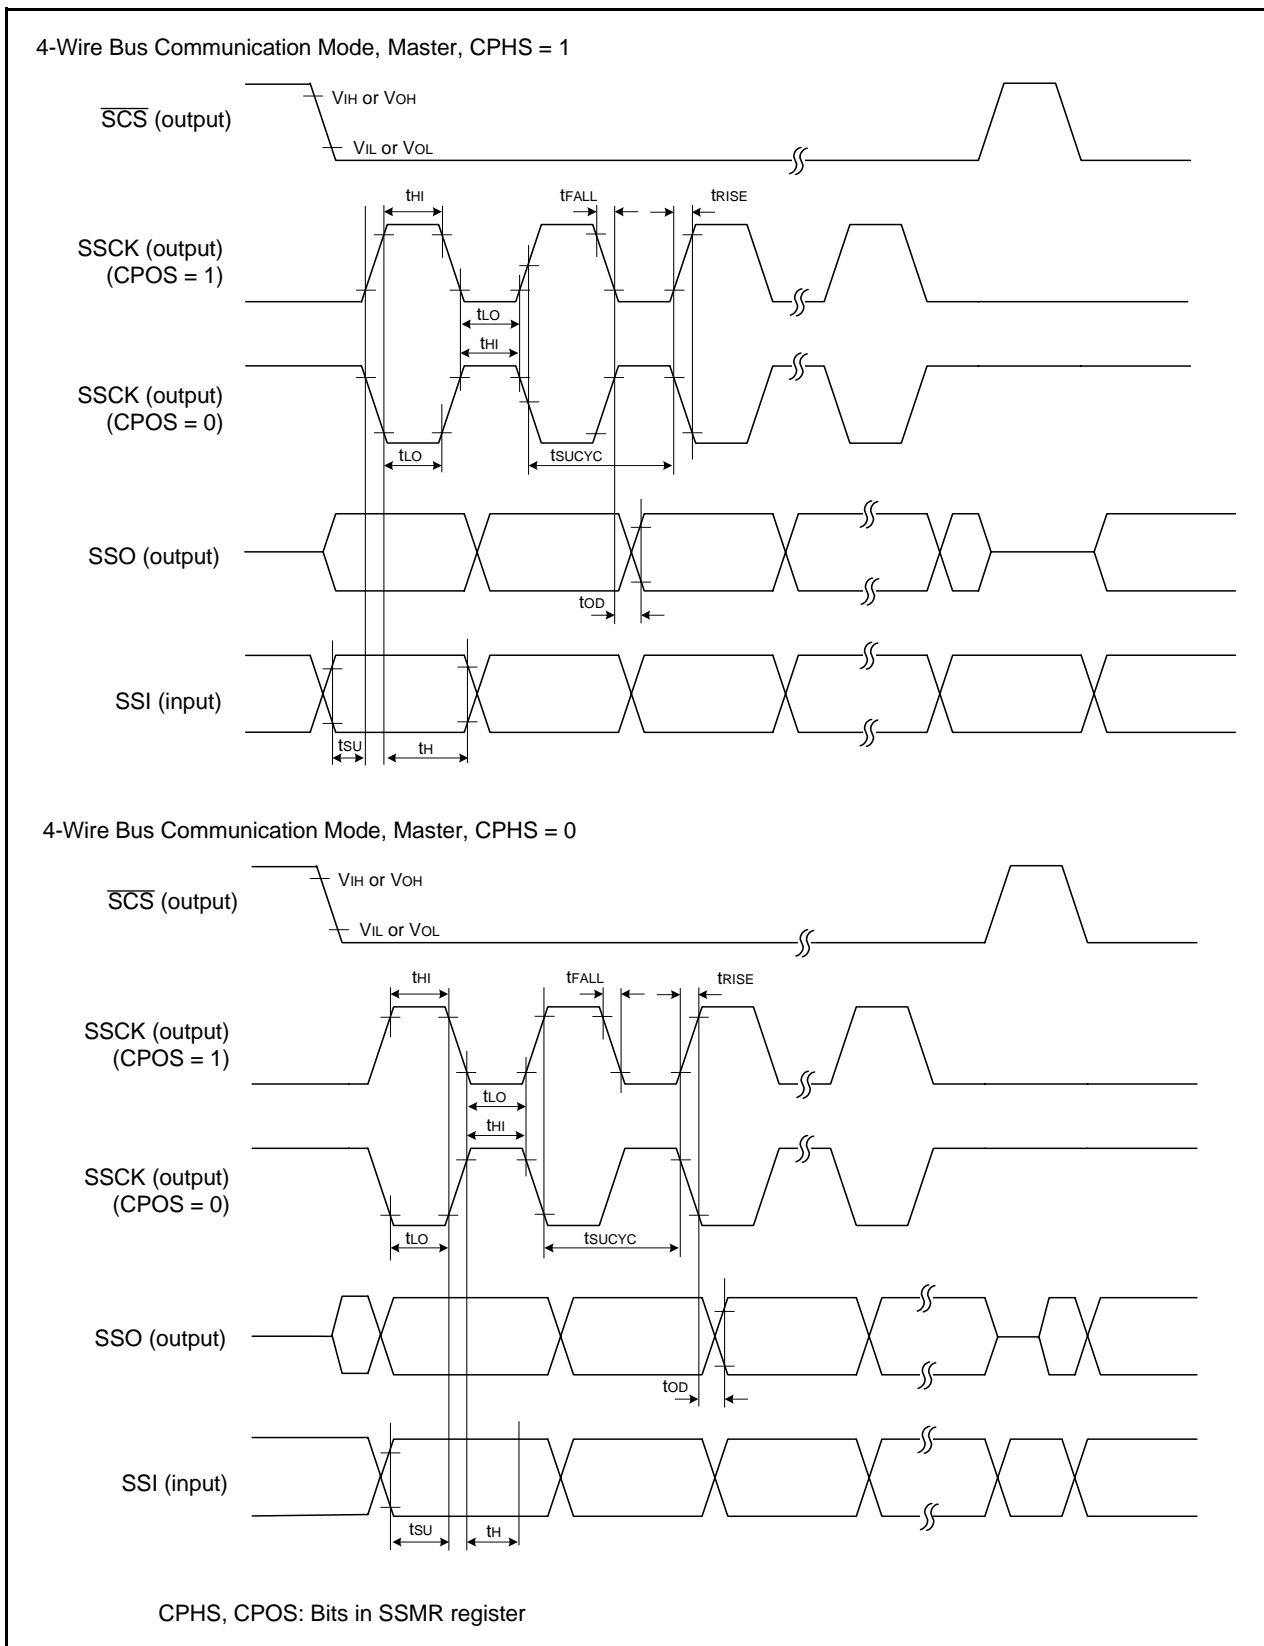 4-Wire Bus Communication Mode, Master, CPHS = 1
SCS (output)
VIH or VOH
VIL or VOL
tHI
tFALL
tRISE
SSCK (output)
(CPOS = 1)
tLO
tHI
SSCK (output)
(CPOS = 0)
tLO
tSUCYC
SSO (output)
tOD
SSI (input)
tSU
tH
4-Wire Bus Communication Mode, Master, CPHS = 0
SCS (output)
VIH or VOH
VIL or VOL
tHI
tFALL
tRISE
SSCK (output)
(CPOS = 1)
tLO
tHI
SSCK (output)
(CPOS = 0)
tLO
tSUCYC
SSO (output)
tOD
SSI (input)
tSU
tH
CPHS, CPOS: Bits in SSMR register